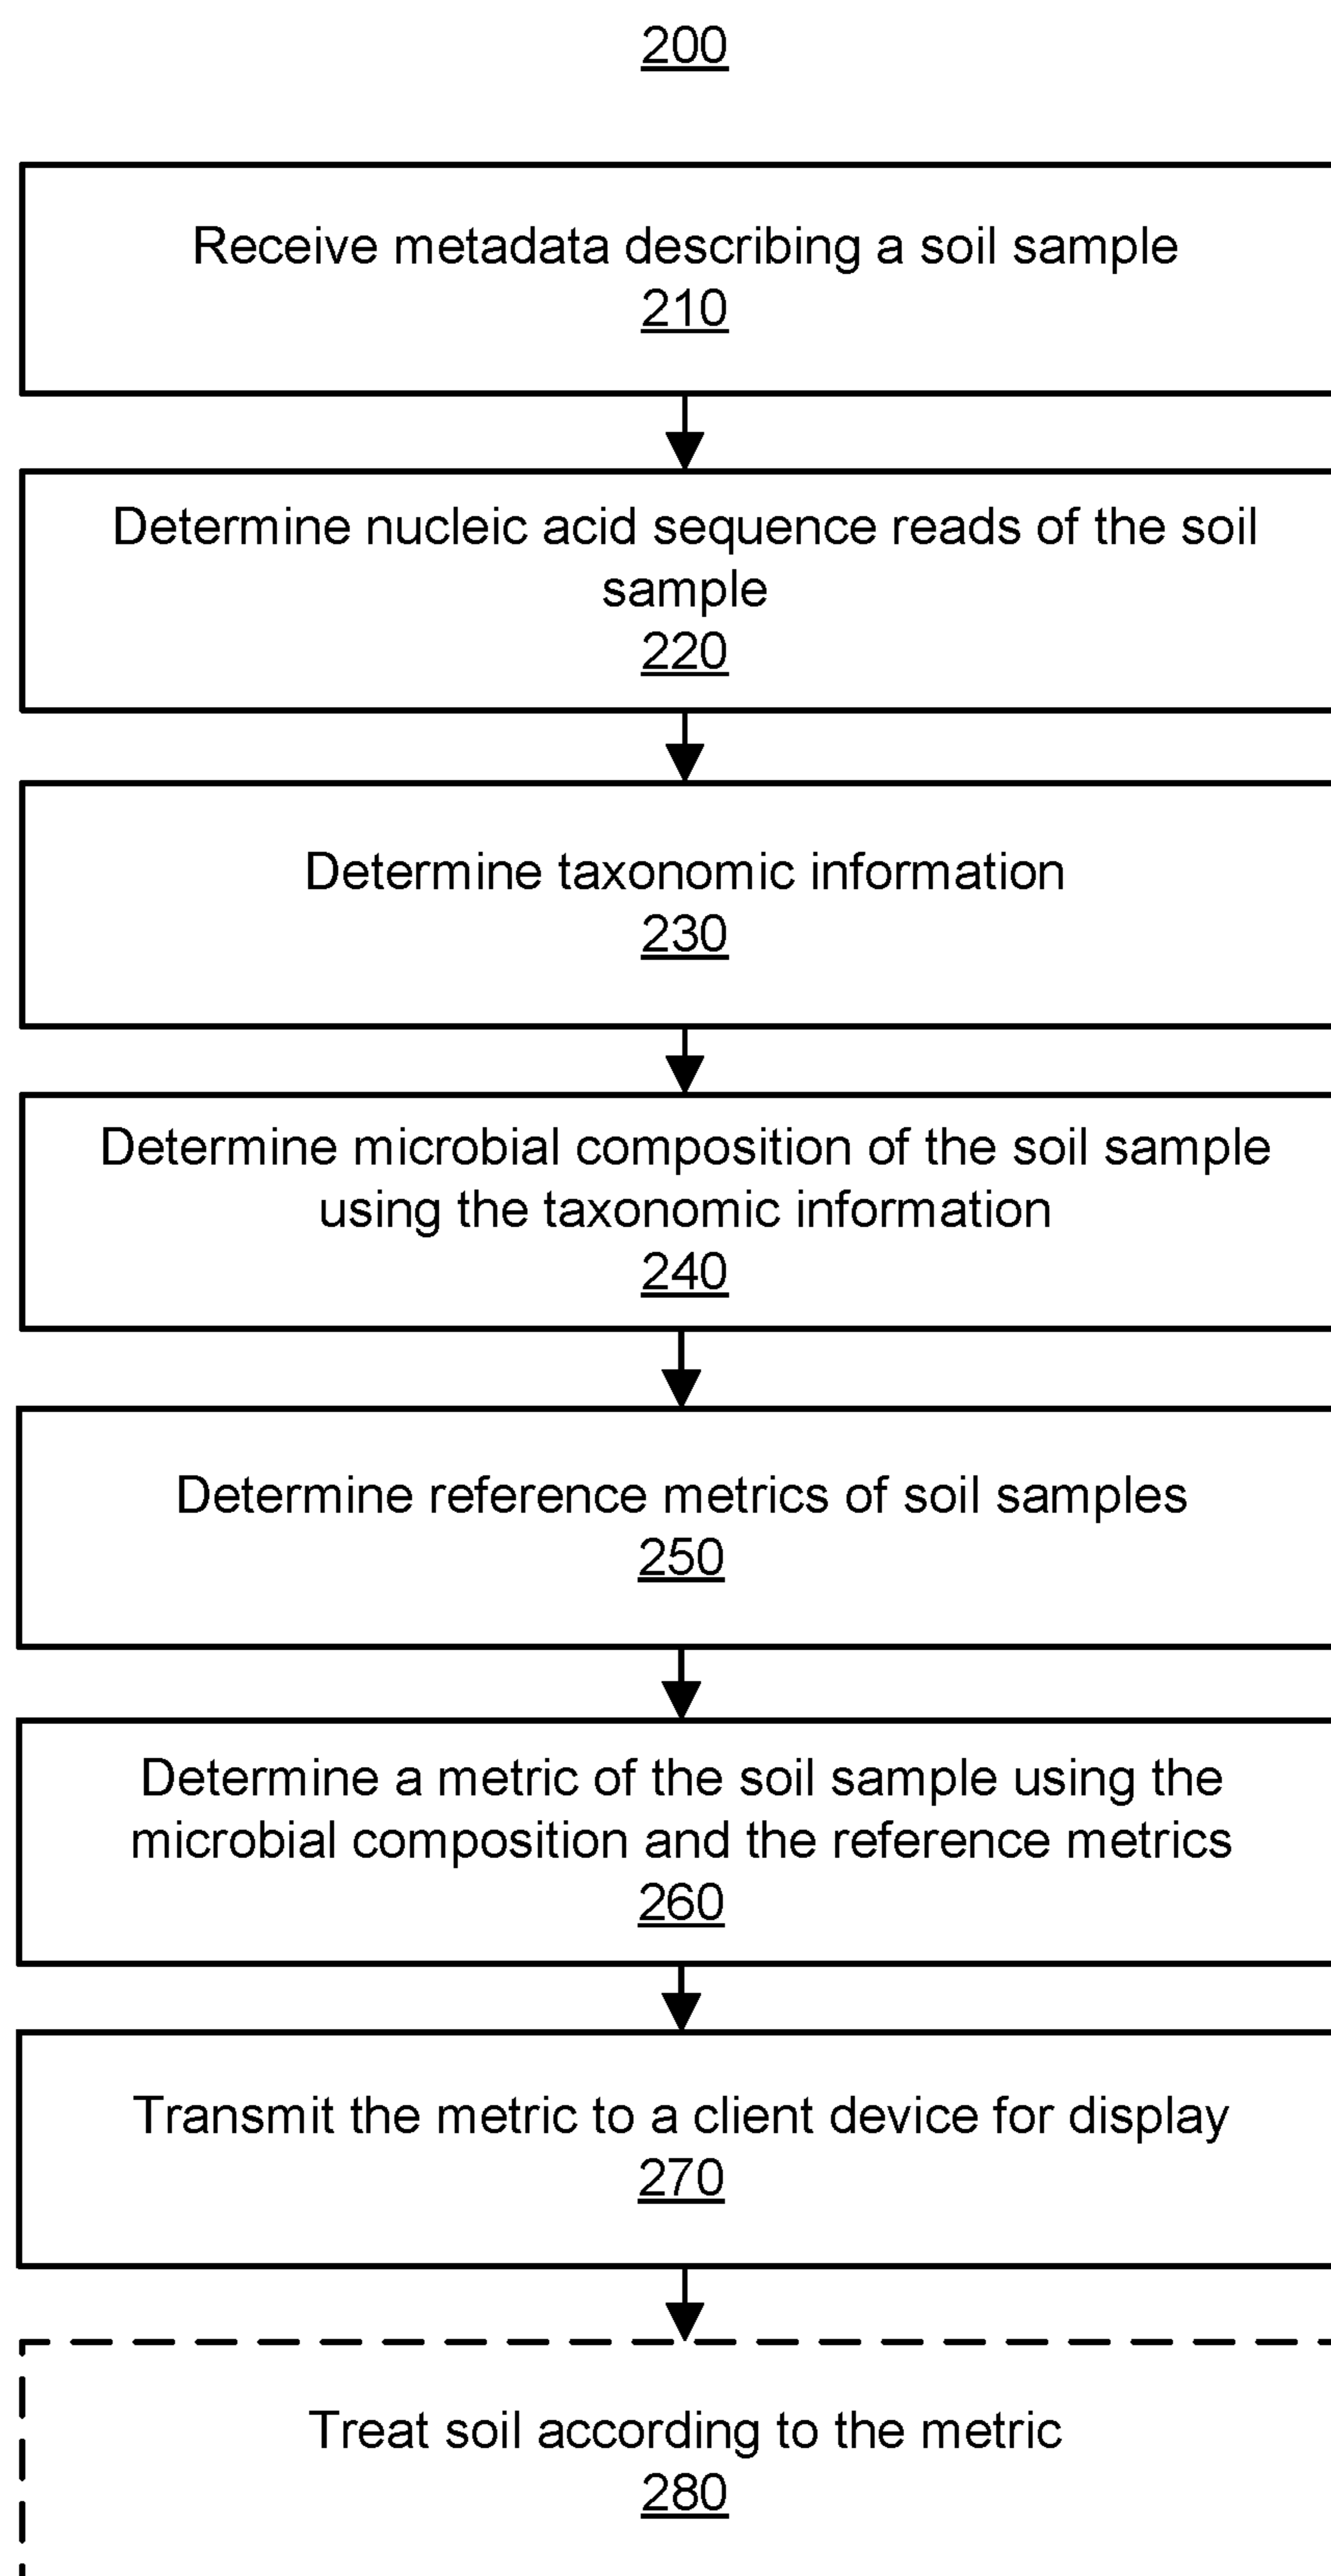 200
Receive metadata describing a soil sample
210
Determine nucleic acid sequence reads of the soil
sample
220
Determine taxonomic information
230
Determine microbial composition of the soil sample
using the taxonomic information
240
Determine reference metrics of soil samples
250
Determine a metric of the soil sample using the
microbial composition and the reference metrics
260
Transmit the metric to a client device for display
270
Treat soil according to the metric
280